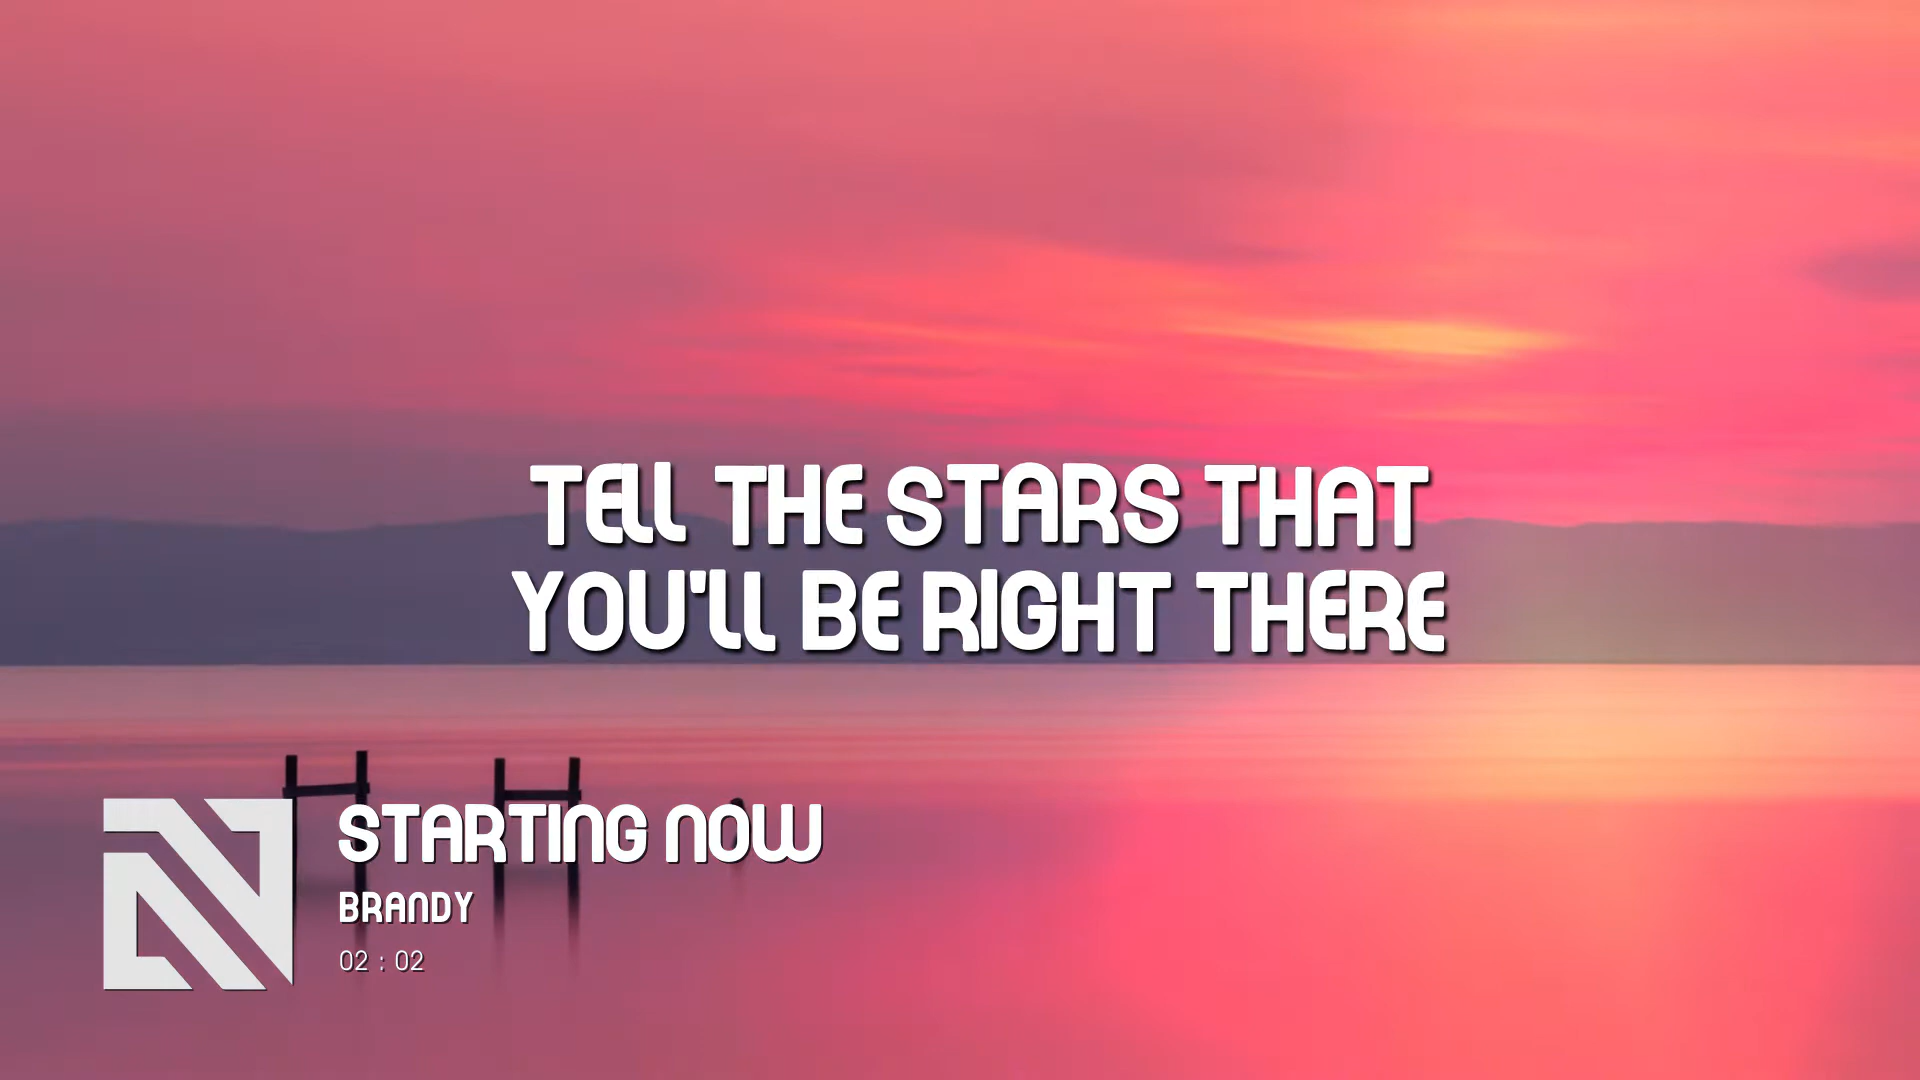 TELL THE STARS THAT
YOU'LL BE RIGHT THERE
STARTING NOW
BRANDY
02 : 02